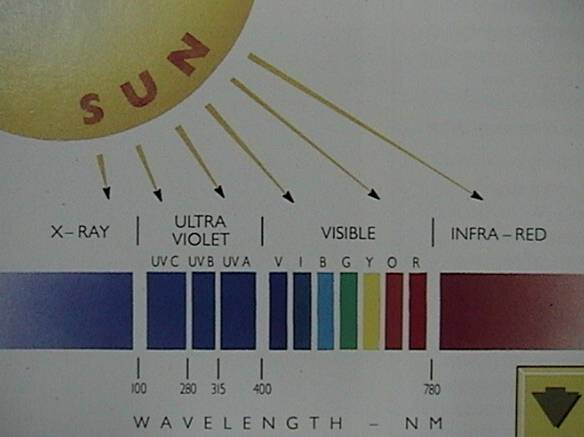 SUN
X-RAY | ULTRA VIOLET | VISIBLE | INFRA-RED
UVC UVB UVA V I B G Y O R
100 280 315 400 780
WAVELENGTH - NM